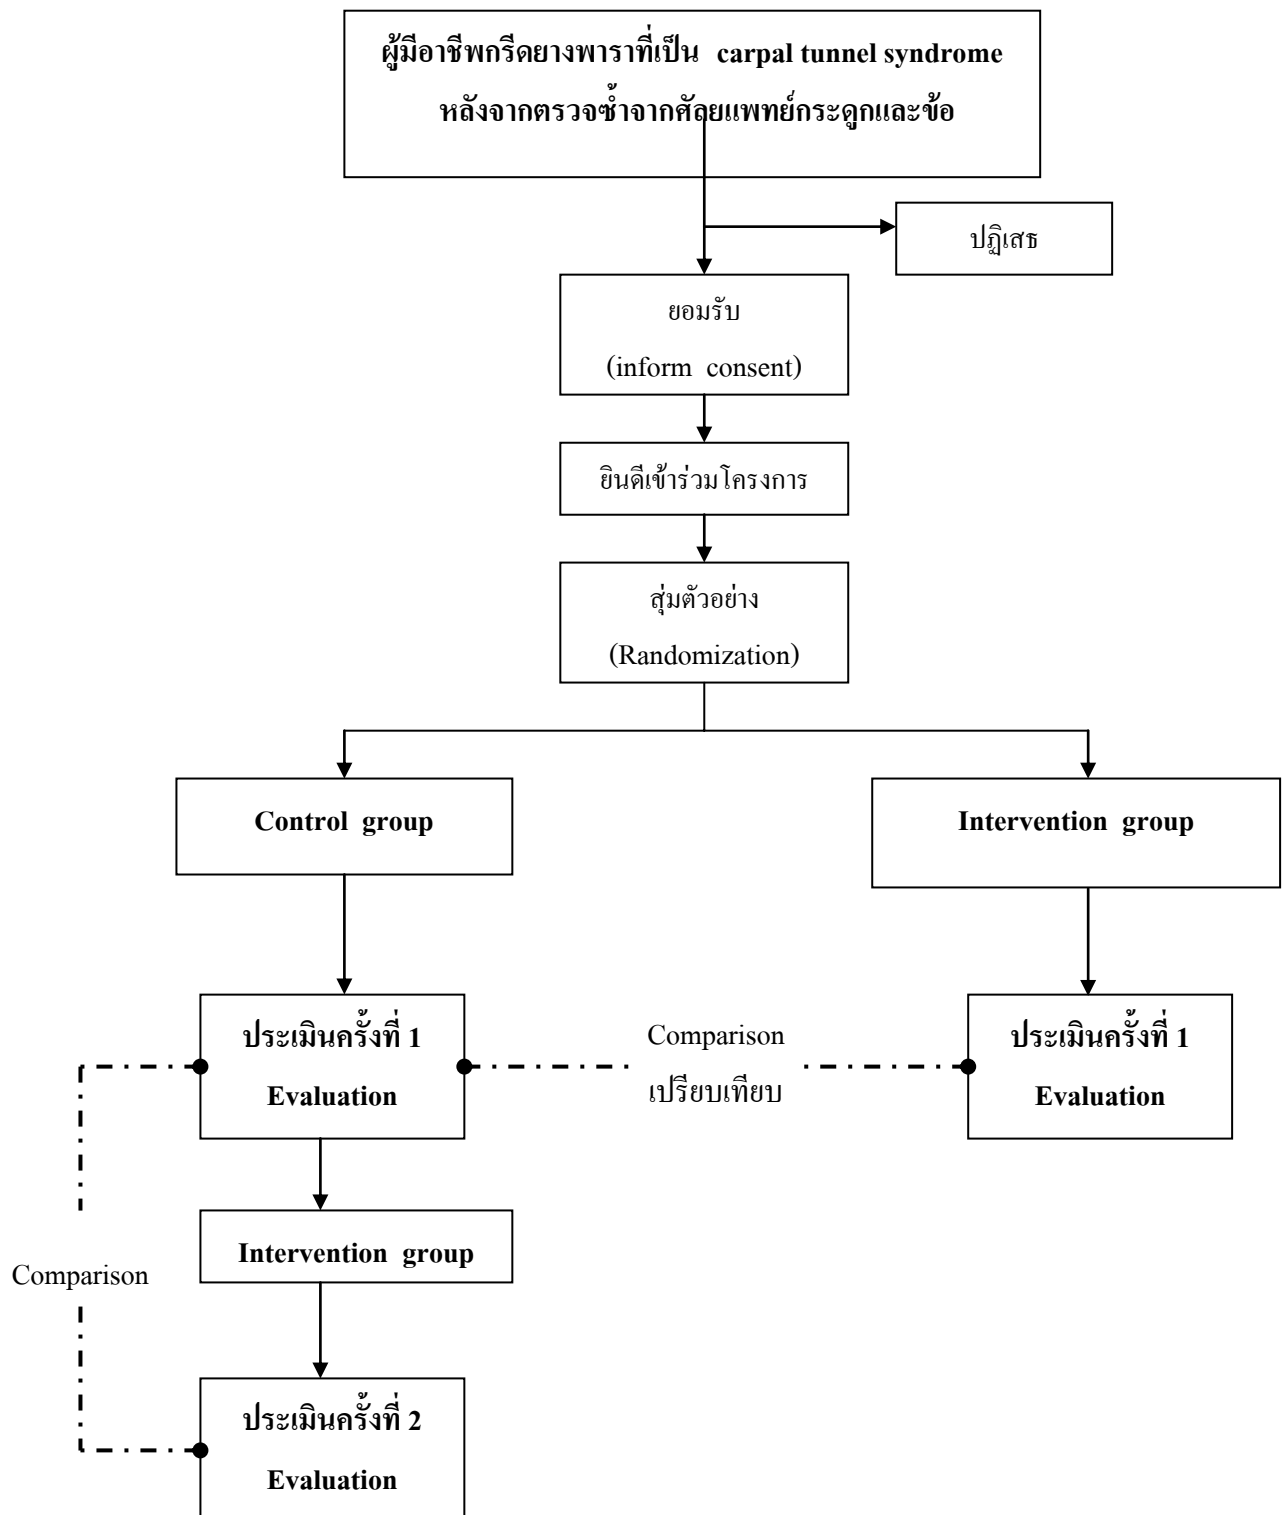 ผู้มีอาชีพกรีดยางพาราที่เป็น carpal tunnel syndrome
หลังจากตรวจซ้ำจากศัลยแพทย์กระดูกและข้อ
ปฏิเสธ
ยอมรับ
(inform consent)
ยินดีเข้าร่วมโครงการ
สุ่มตัวอย่าง
(Randomization)
Control group
Intervention group
ประเมินครั้งที่ 1
Evaluation
Comparison
เปรียบเทียบ
ประเมินครั้งที่ 1
Evaluation
Intervention group
Comparison
ประเมินครั้งที่ 2
Evaluation